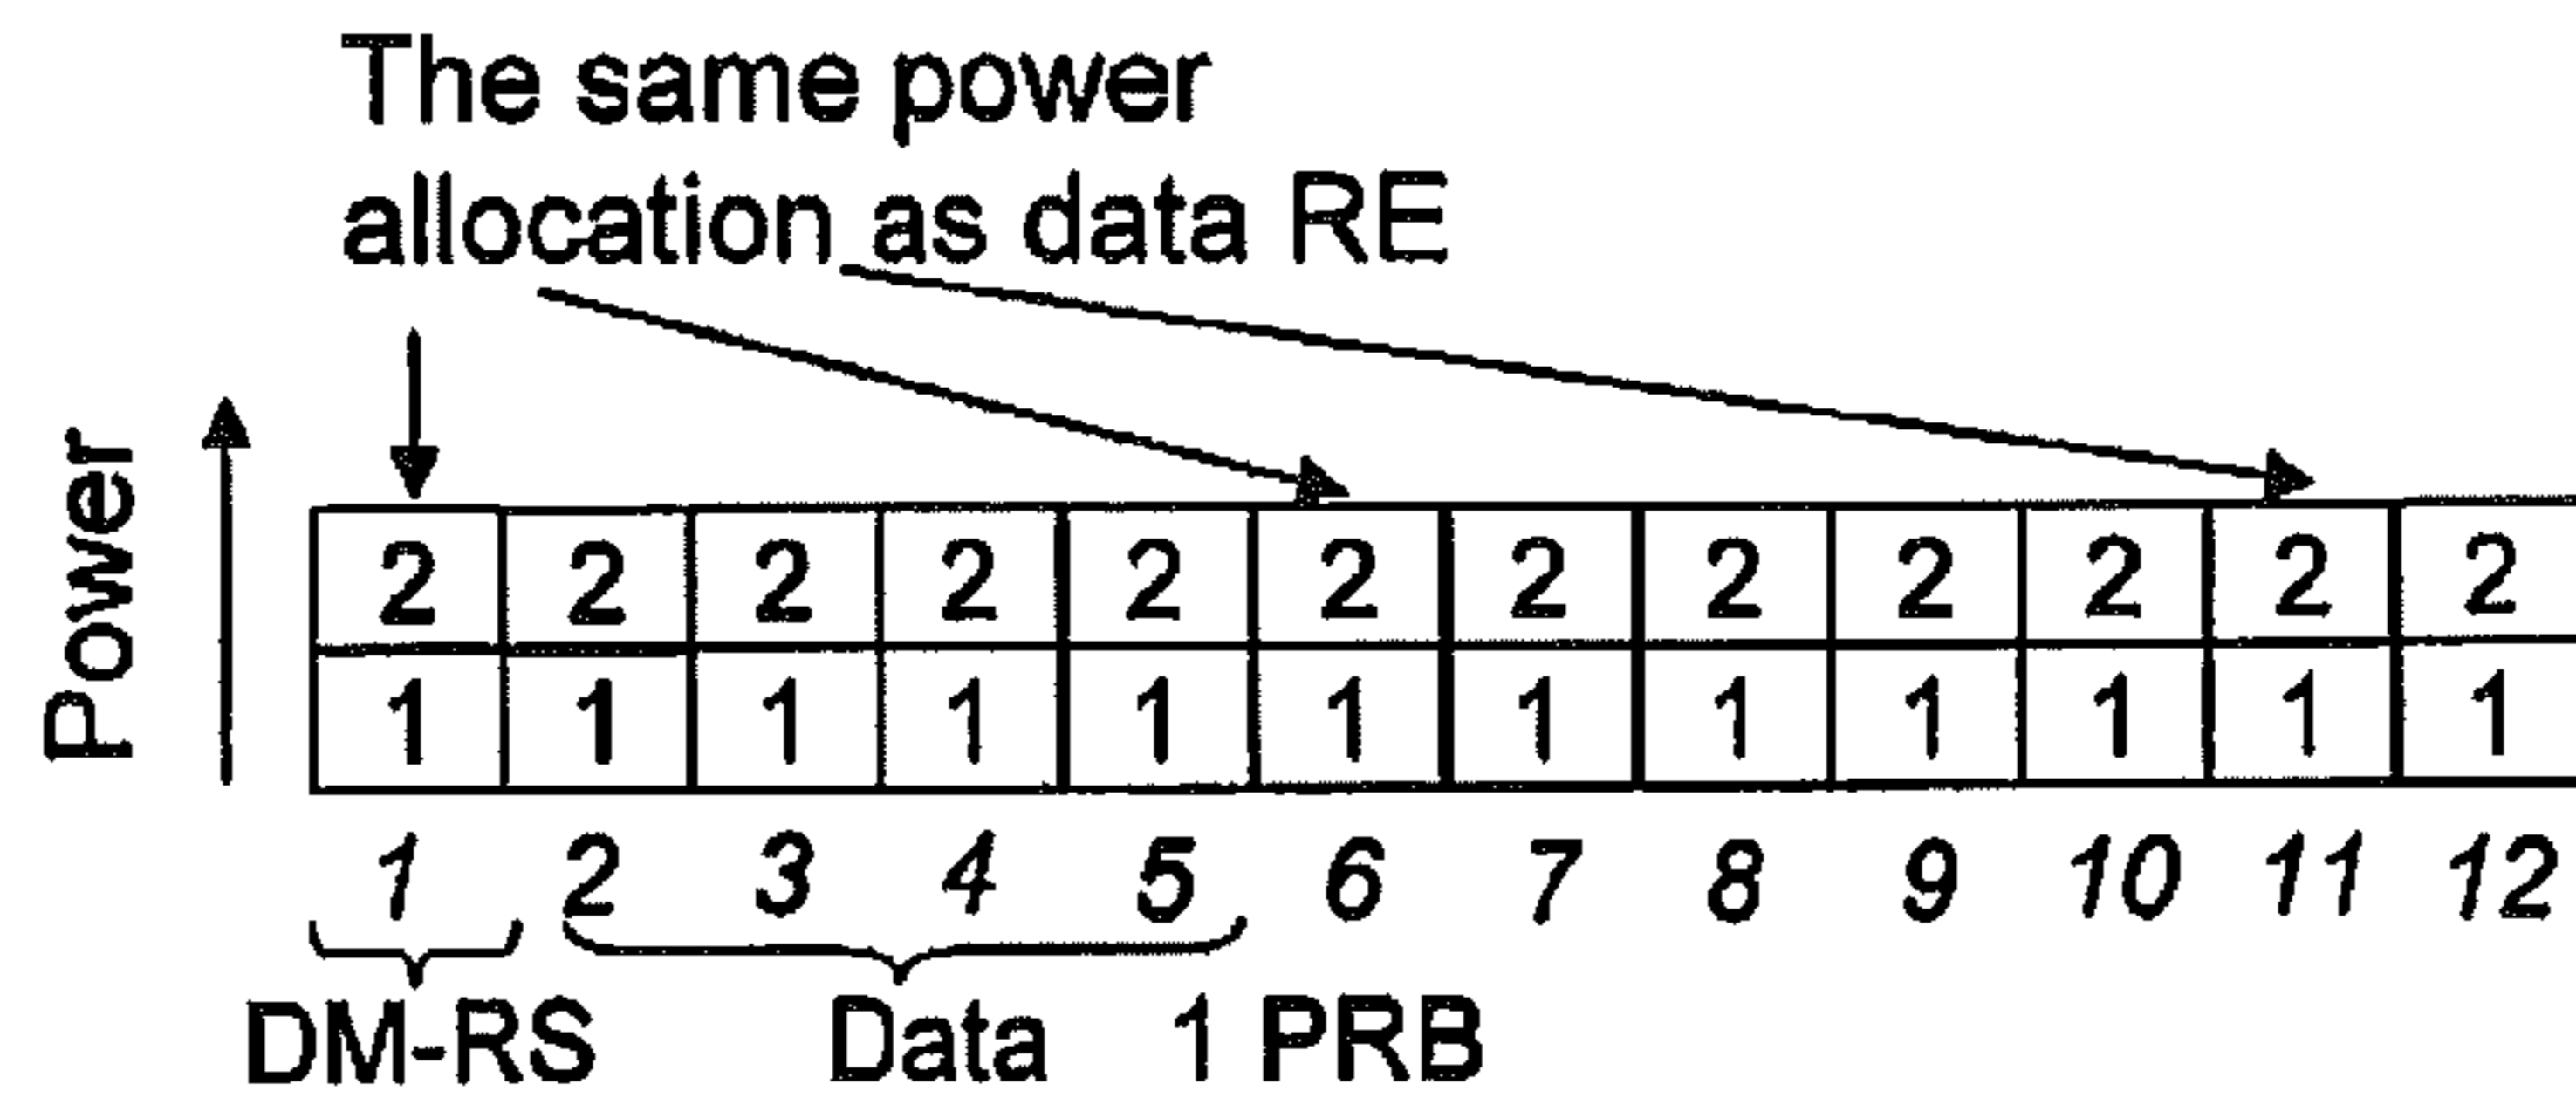 The same power
allocation as data RE
Power
2 2 2 2 2 2 2 2 2 2 2 2
1 1 1 1 1 1 1 1 1 1 1 1
1 2 3 4 5 6 7 8 9 10 11 12
DM-RS Data 1 PRB